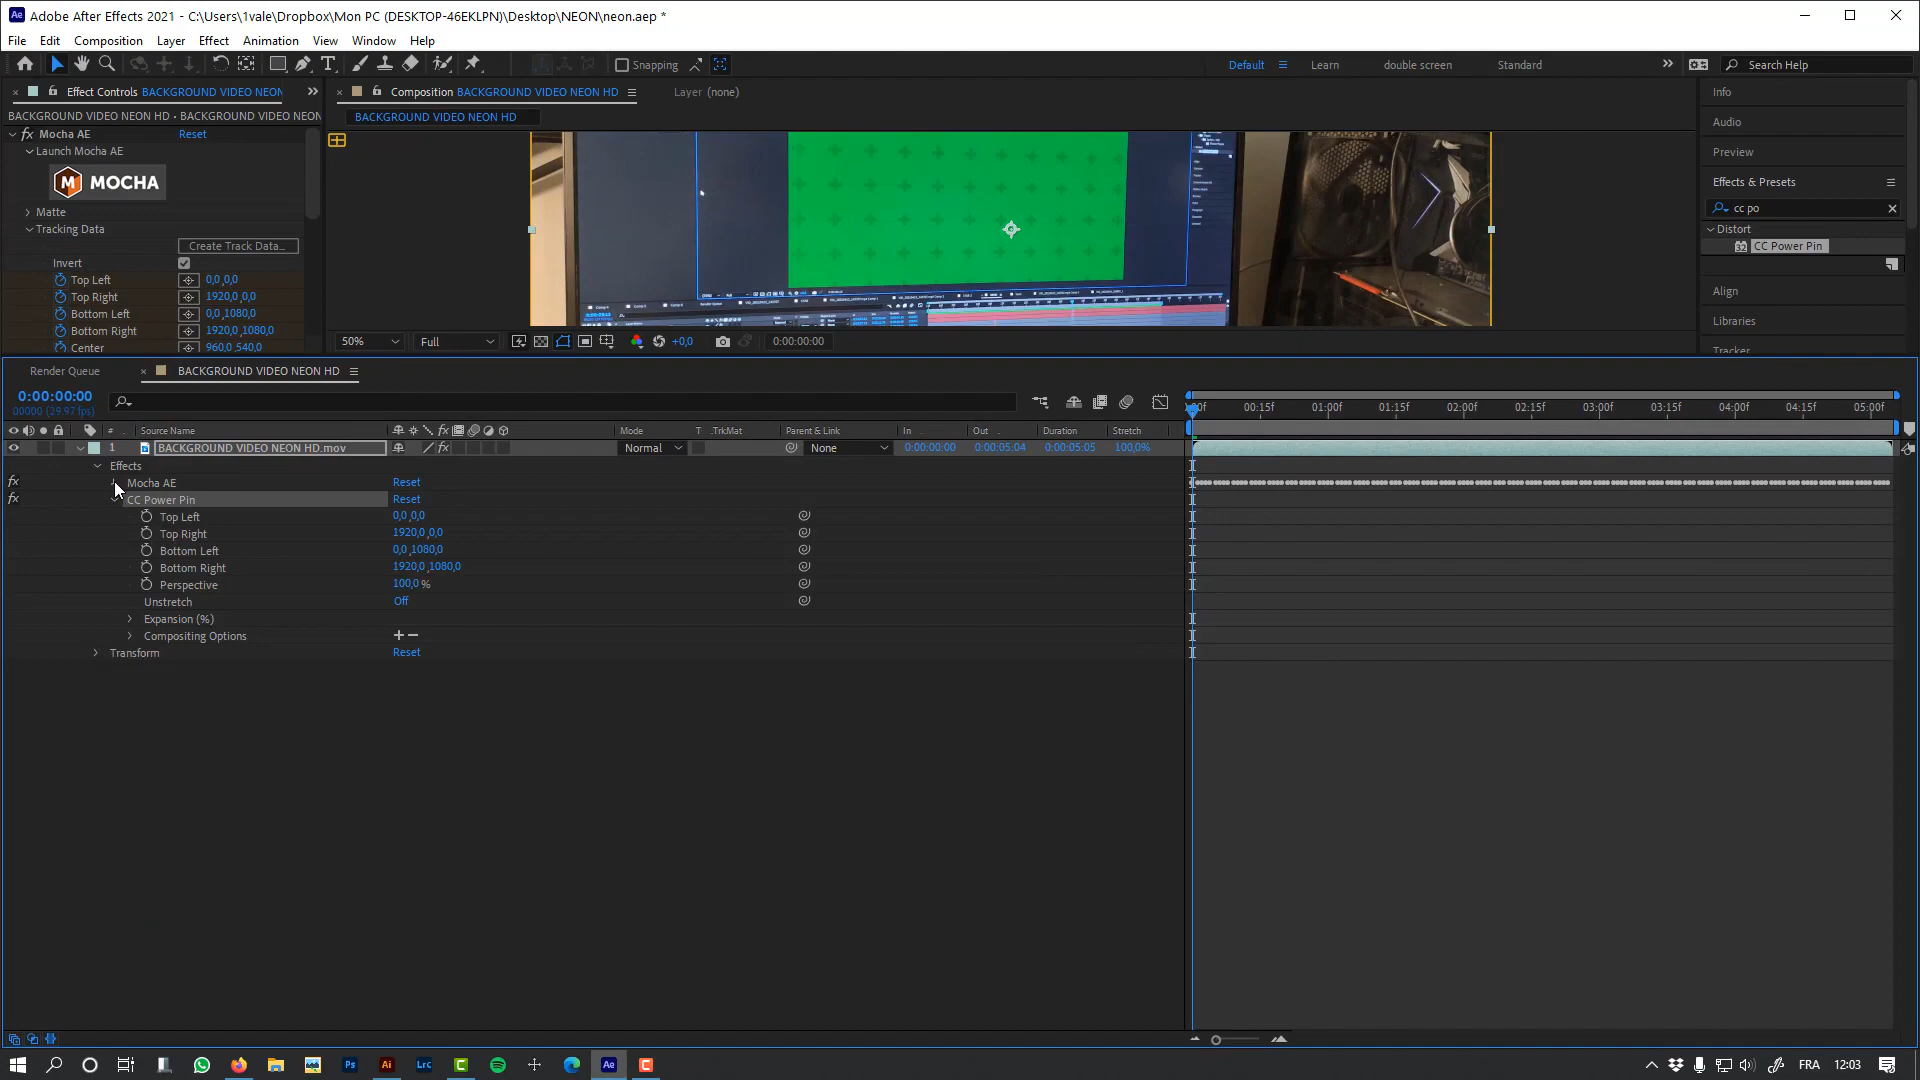 Adobe After Effects 2021 - C:\Users\1vale\Dropbox\Mon PC (DESKTOP-46EKLPN)\Desktop\NEON\neon.aep *
File Edit Composition Layer Effect Animation View Window Help
Snapping Default Learn double screen Standard Search Help
Effect Controls BACKGROUND VIDEO NEON
Composition BACKGROUND VIDEO NEON HD
Layer (none)
Info
BACKGROUND VIDEO NEON HD • BACKGROUND VIDEO NEON
BACKGROUND VIDEO NEON HD
Audio
fx Mocha AE Reset
Launch Mocha AE
Preview
MOCHA
Effects & Presets
Matte
cc po
Tracking Data
Distort
Create Track Data...
CC Power Pin
Invert
Top Left 0,0 ,0,0
Top Right 1920,0 ,0,0
Align
Bottom Left 0,0 ,1080,0
Libraries
Bottom Right 1920,0 ,1080,0
Center 960,0 ,540,0
50% Full +0,0 0:00:00:00
Tracker
Render Queue BACKGROUND VIDEO NEON HD
0:00:00:00
00000 (29.97 fps)
00f 00:15f 01:00f 01:15f 02:00f 02:15f 03:00f 03:15f 04:00f 04:15f 05:00f
# Source Name Mode T .TrkMat Parent & Link In Out Duration Stretch
1 BACKGROUND VIDEO NEON HD.mov Normal None 0:00:00:00 0:00:05:04 0:00:05:05 100,0%
Effects
fx Mocha AE Reset
fx CC Power Pin Reset
Top Left 0,0 ,0,0
Top Right 1920,0 ,0,0
Bottom Left 0,0 ,1080,0
Bottom Right 1920,0 ,1080,0
Perspective 100,0 %
Unstretch Off
Expansion (%)
Compositing Options + −
Transform Reset
Ps Ai Lrc C Ae C FRA 12:03